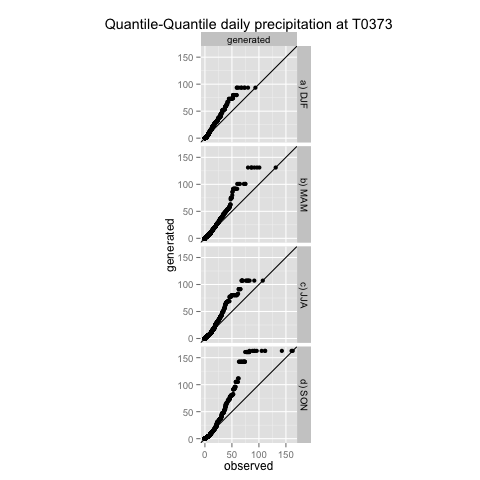 Quantile-Quantile daily precipitation at T0373
generated
150
100
50
0
a) DJF
150
100
50
0
b) MAM
150
100
50
0
c) JJA
150
100
50
0
d) SON
generated
0 50 100 150
observed